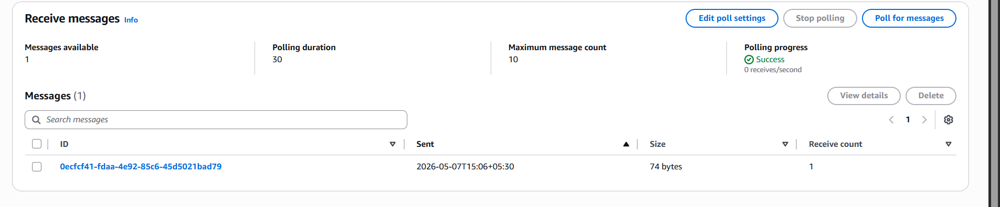 Receive messages Info
Edit poll settings
Stop polling
Poll for messages
Messages available
1
Polling duration
30
Maximum message count
10
Polling progress
Success
0 receives/second
Messages (1)
View details
Delete
Search messages
1
ID
Sent
Size
Receive count
0ecfcf41-fdaa-4e92-85c6-45d5021bad79
2026-05-07T15:06+05:30
74 bytes
1